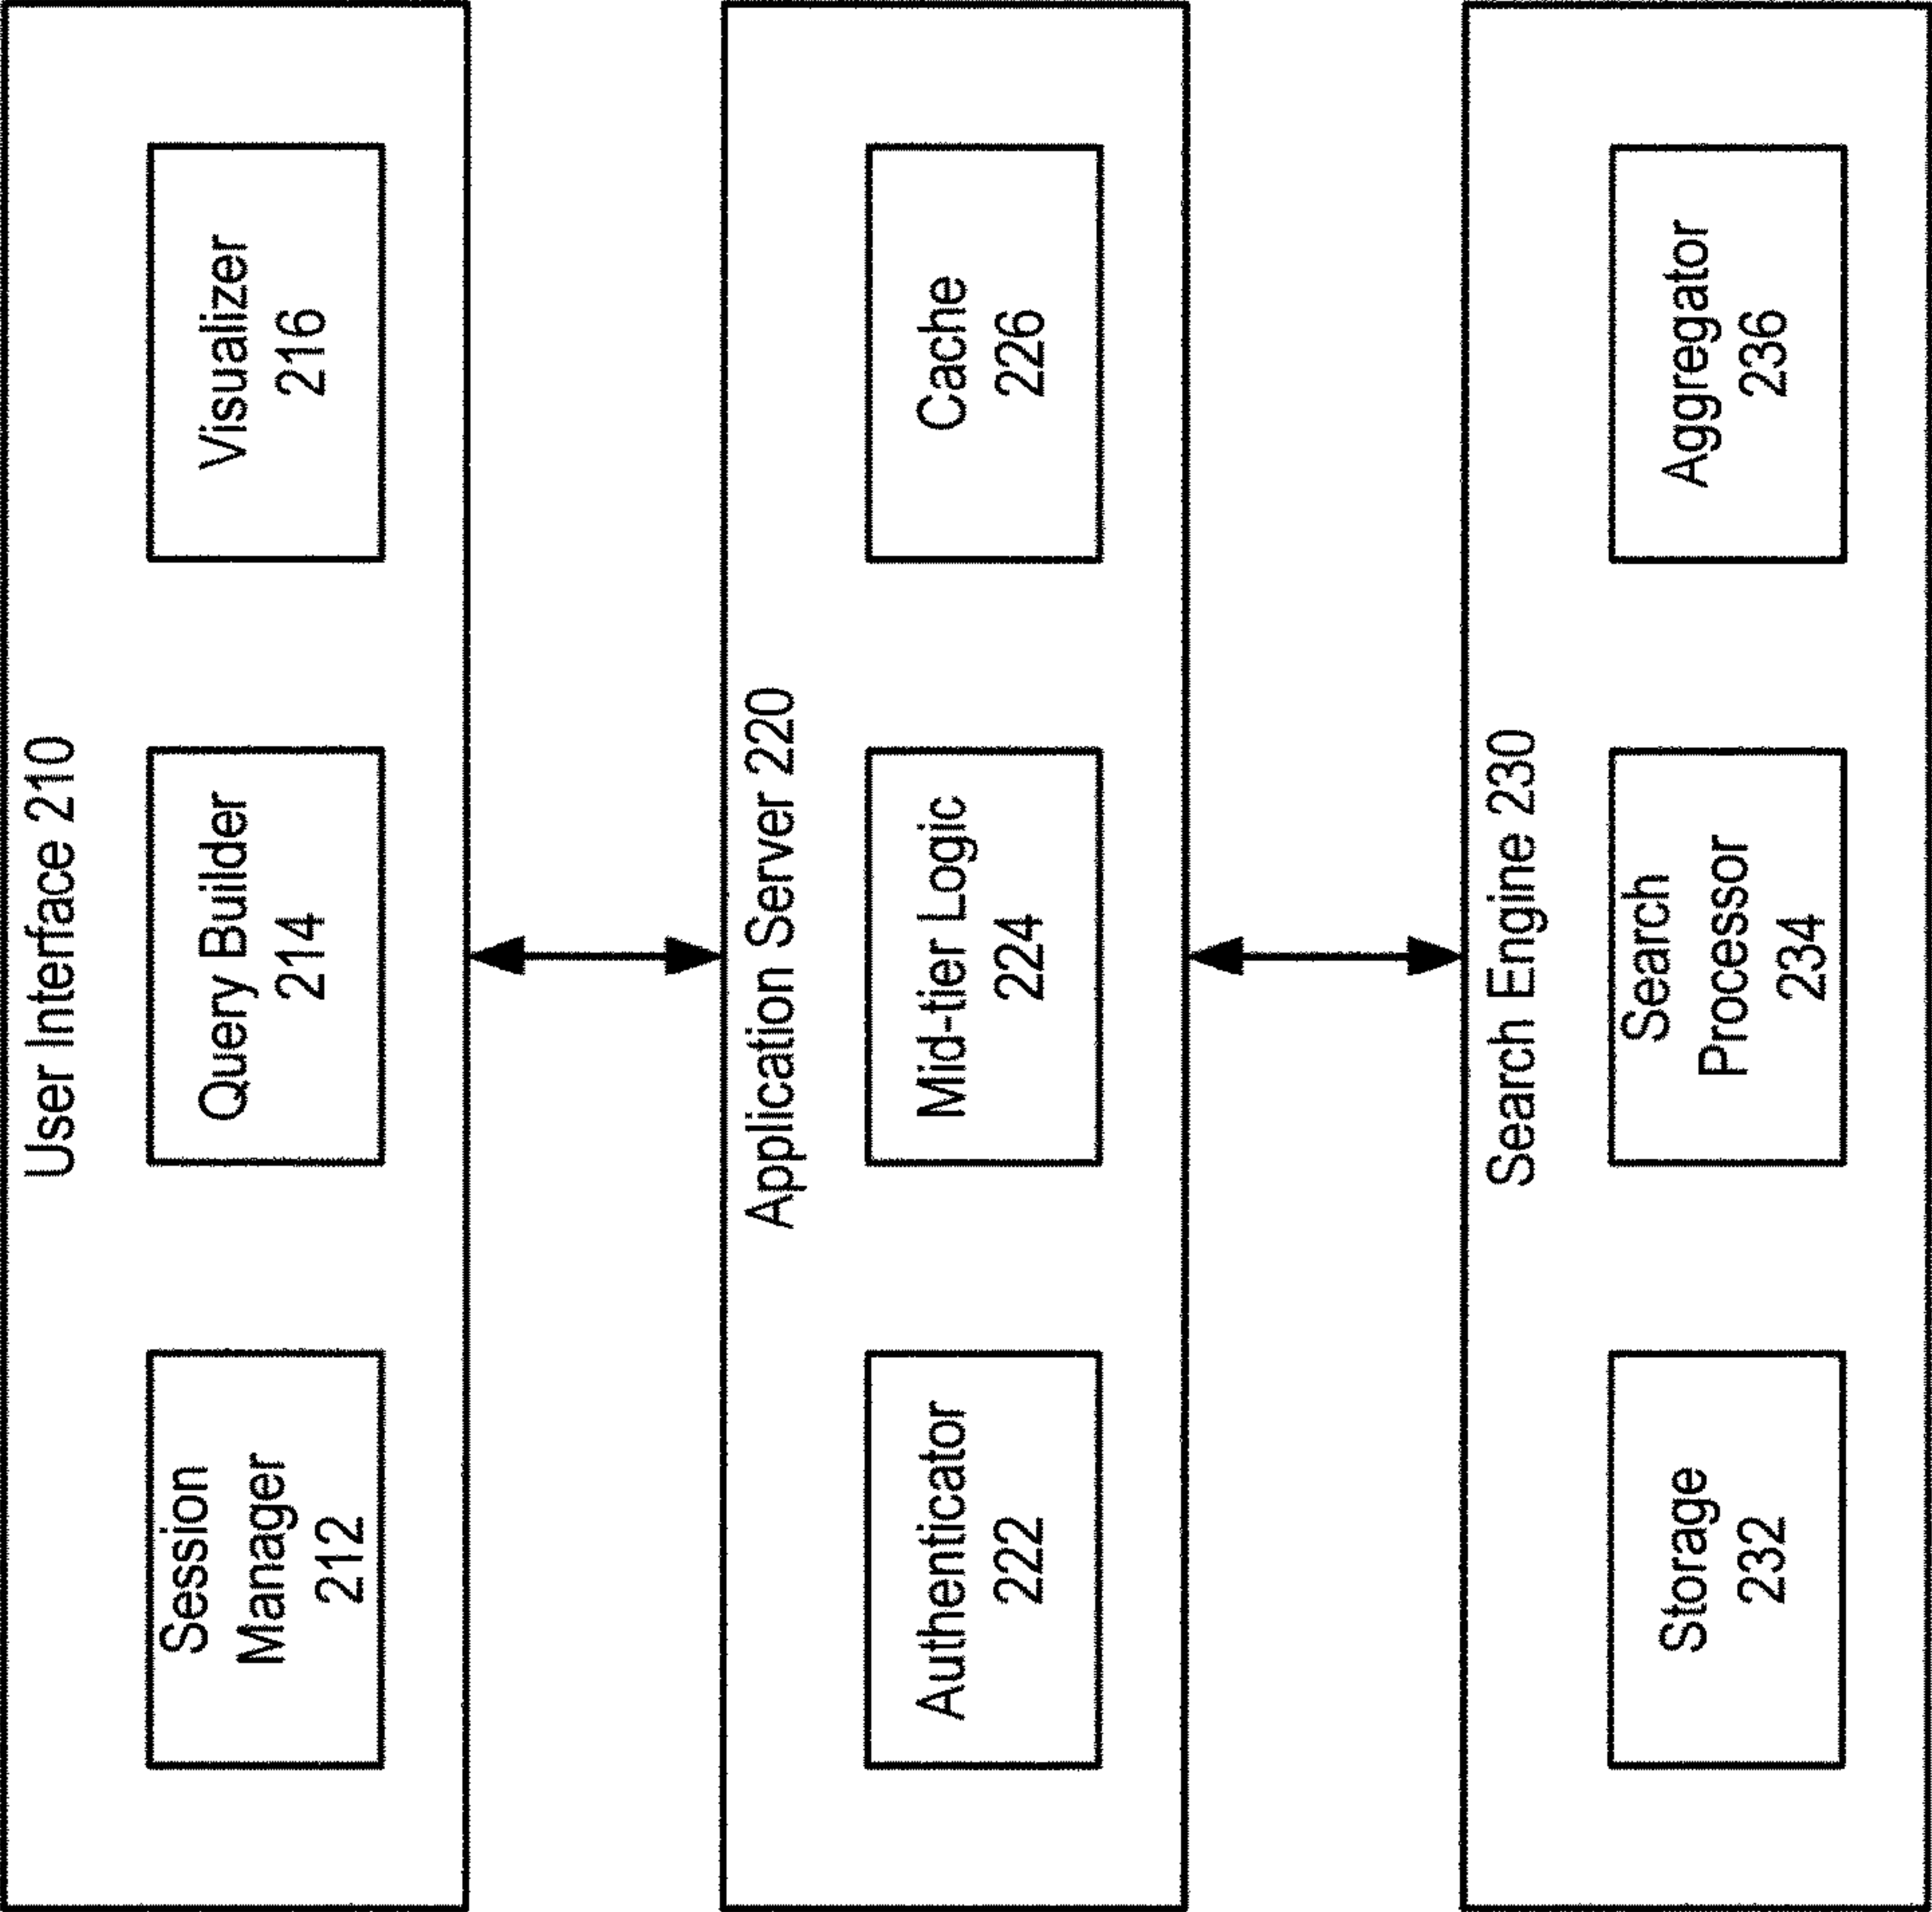 User Interface 210
Session
Manager
212
Query Builder
214
Visualizer
216
Application Server 220
Authenticator
222
Mid-tier Logic
224
Cache
226
Search Engine 230
Storage
232
Search
Processor
234
Aggregator
236